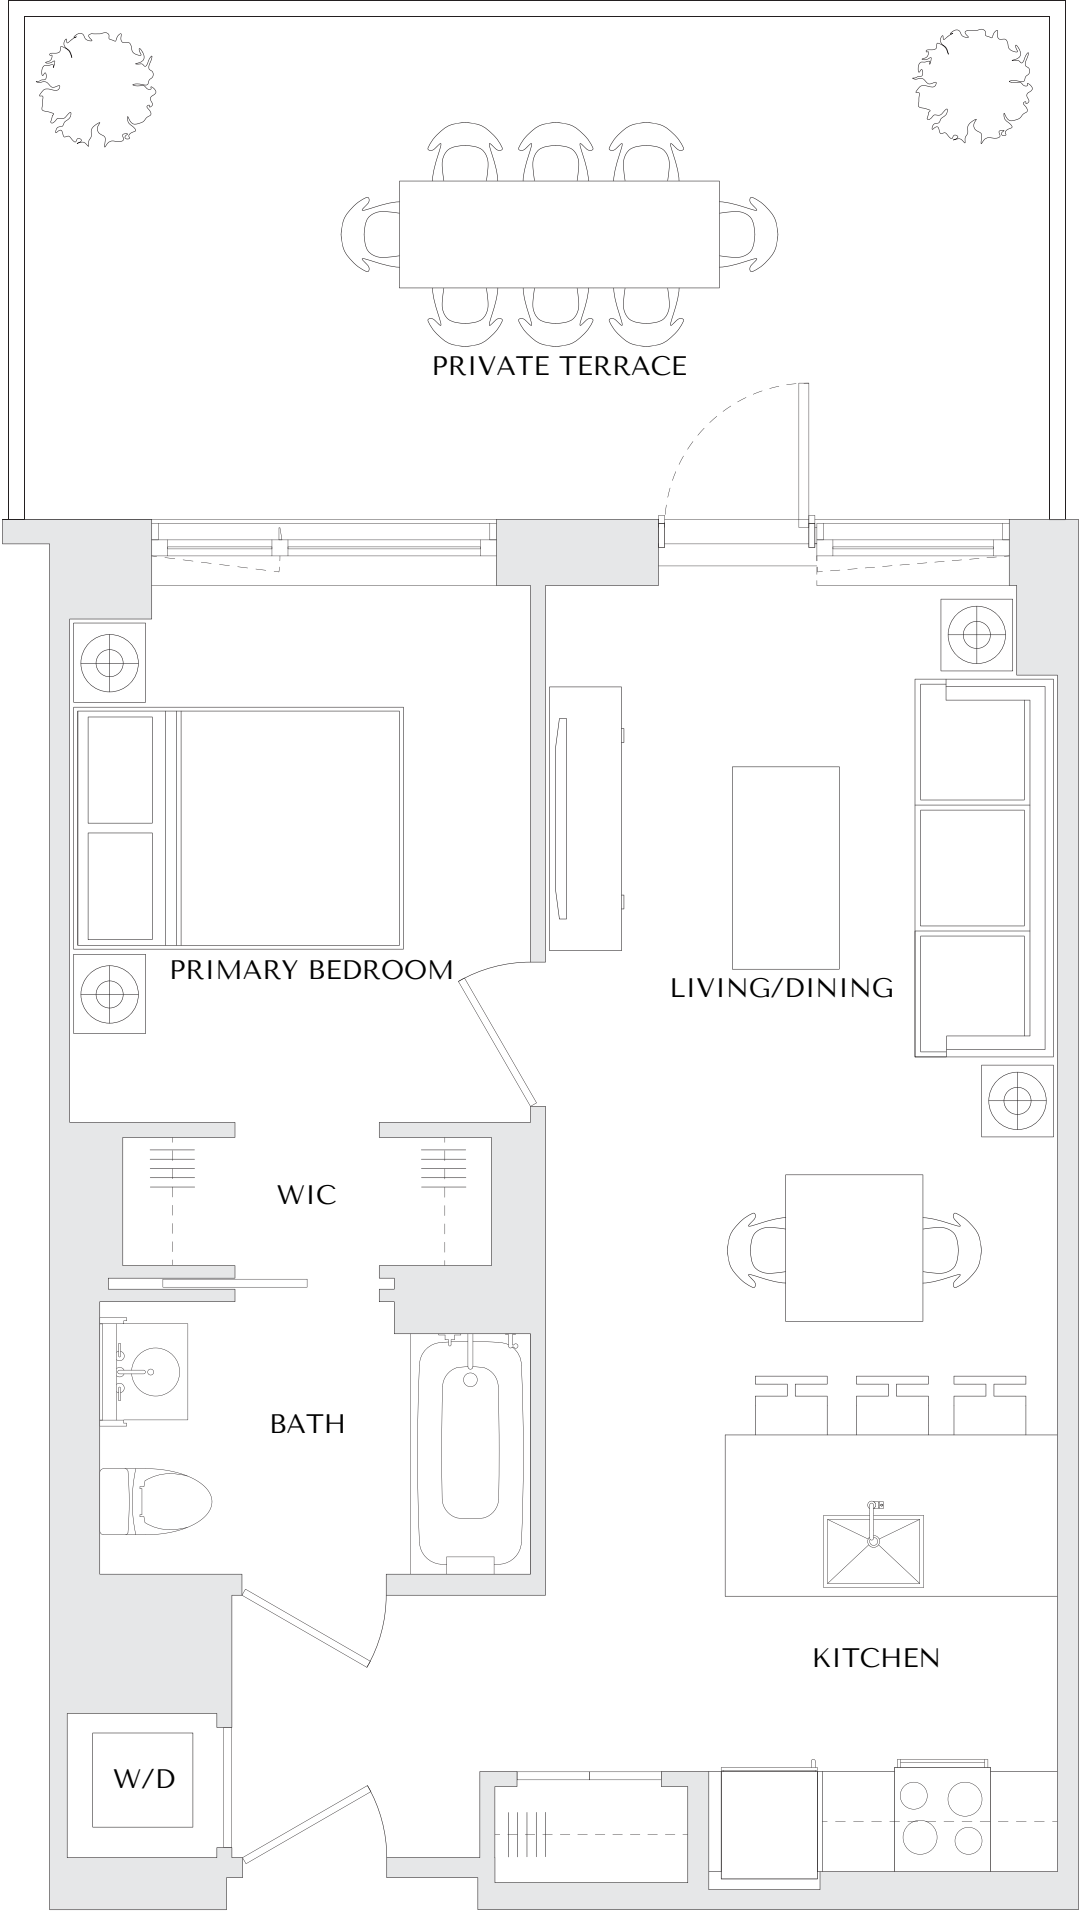 PRIVATE TERRACE
PRIMARY BEDROOM
LIVING/DINING
WIC
BATH
KITCHEN
W/D